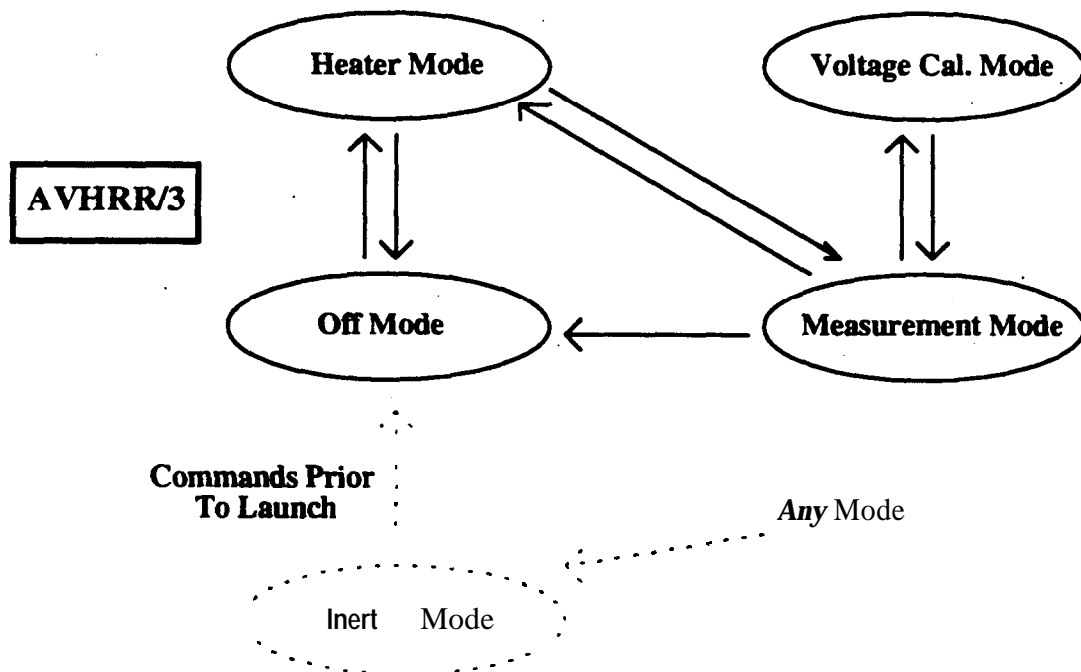 Heater Mode
Voltage Cal. Mode
AVHRR/3
Off Mode
Measurement Mode
Commands Prior
To Launch
Any Mode
Inert Mode